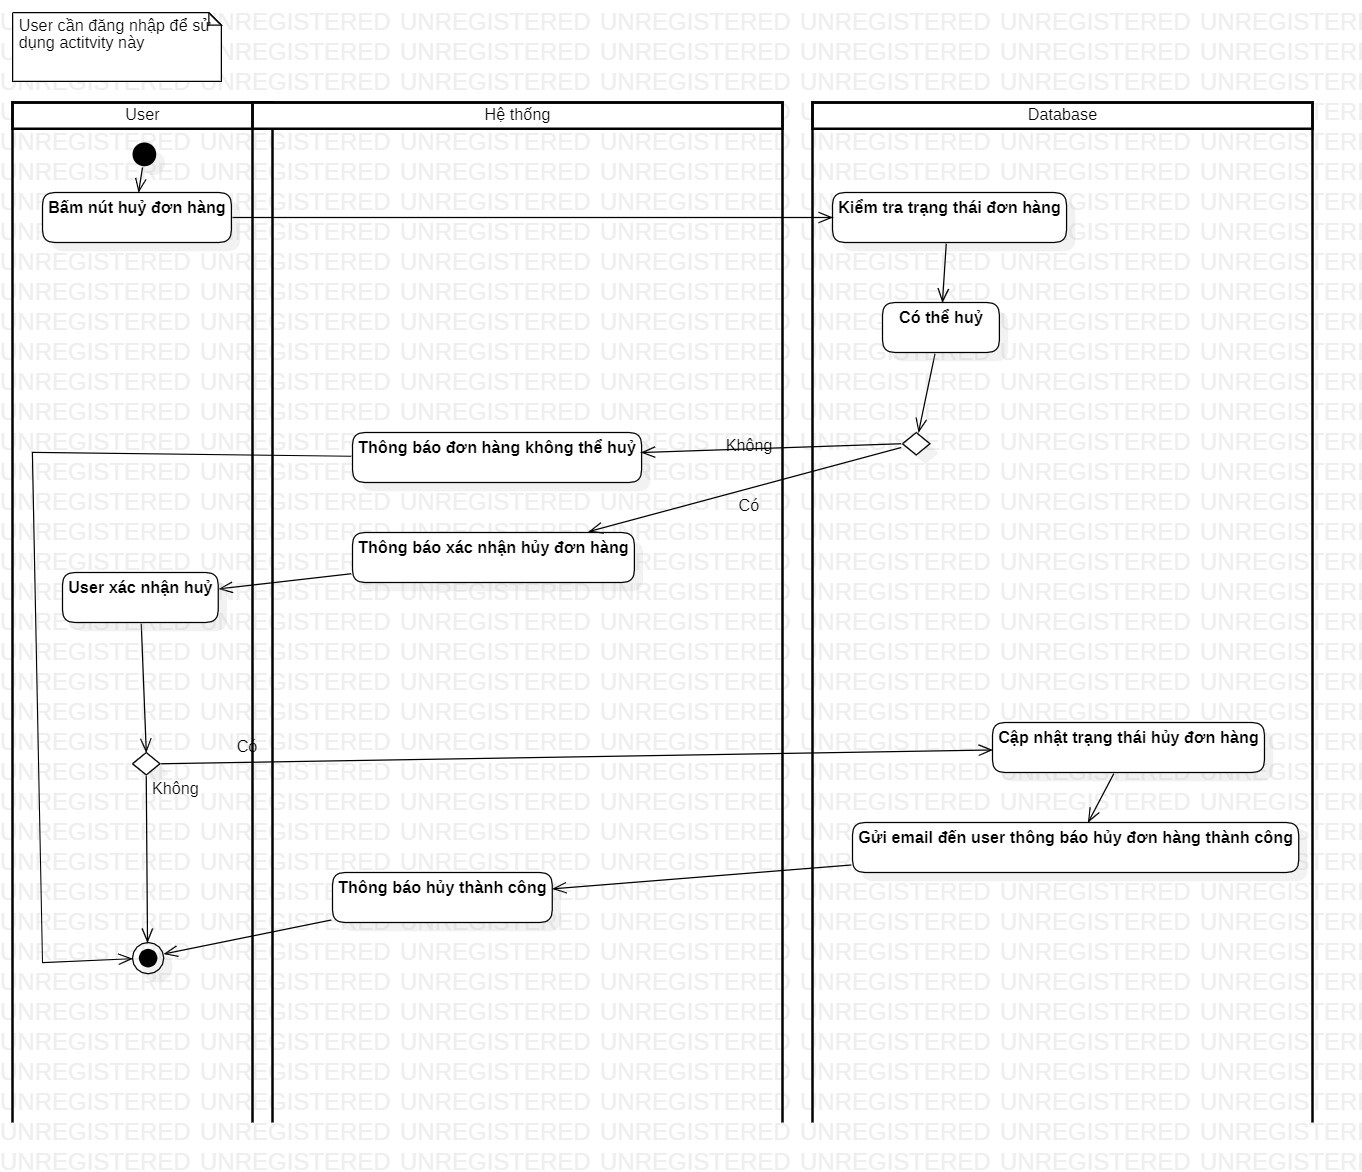 User cần đăng nhập để sử
dụng actitvity này
User
Hệ thống
Database
Bấm nút huỷ đơn hàng
Kiểm tra trạng thái đơn hàng
Có thể huỷ
Thông báo đơn hàng không thể huỷ
Không
Có
Thông báo xác nhận hủy đơn hàng
User xác nhận huỷ
Có
Cập nhật trạng thái hủy đơn hàng
Không
Gửi email đến user thông báo hủy đơn hàng thành công
Thông báo hủy thành công
UNREGISTERED